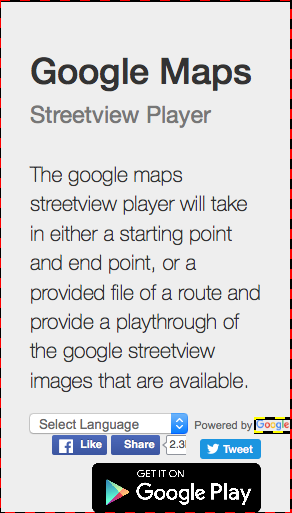 Google Maps
Streetview Player
The google maps
streetview player will take
in either a starting point
and end point, or a
provided file of a route and
provide a playthrough of
the google streetview
images that are available.
Select Language
Powered by Google
Like Share 2.3
Tweet
GET IT ON
Google Play